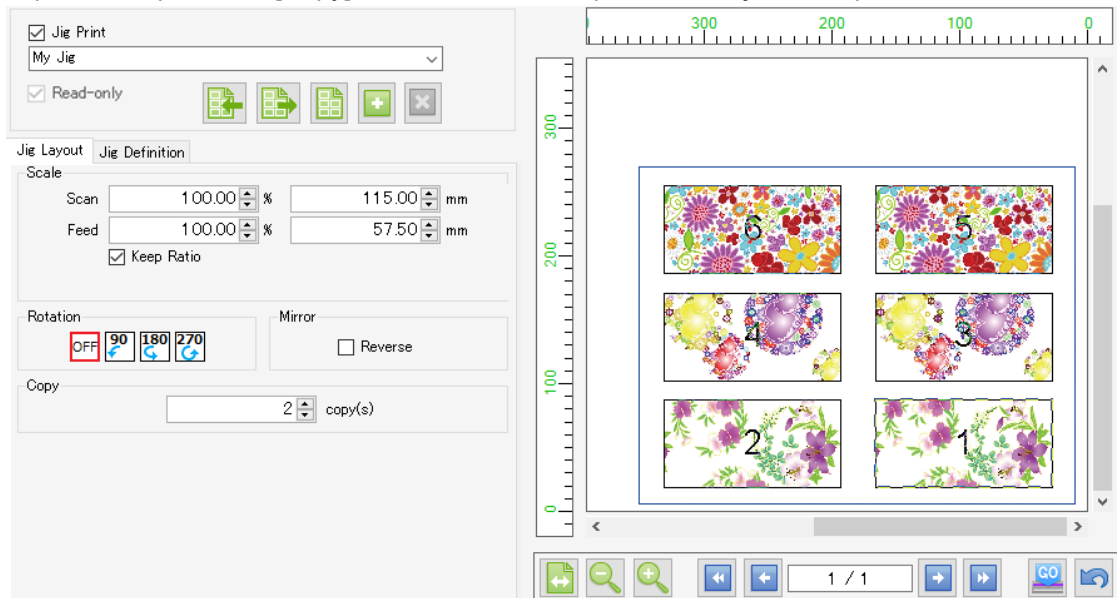 Jig Print
My Jig
Read-only
Jig Layout Jig Definition
Scale
Scan 100.00 % 115.00 mm
Feed 100.00 % 57.50 mm
Keep Ratio
Rotation
OFF 90 180 270
Mirror
Reverse
Copy
2 copy(s)
300 200 100 0
300
200
100
0
6 5
4 3
2 1
1 / 1
GO